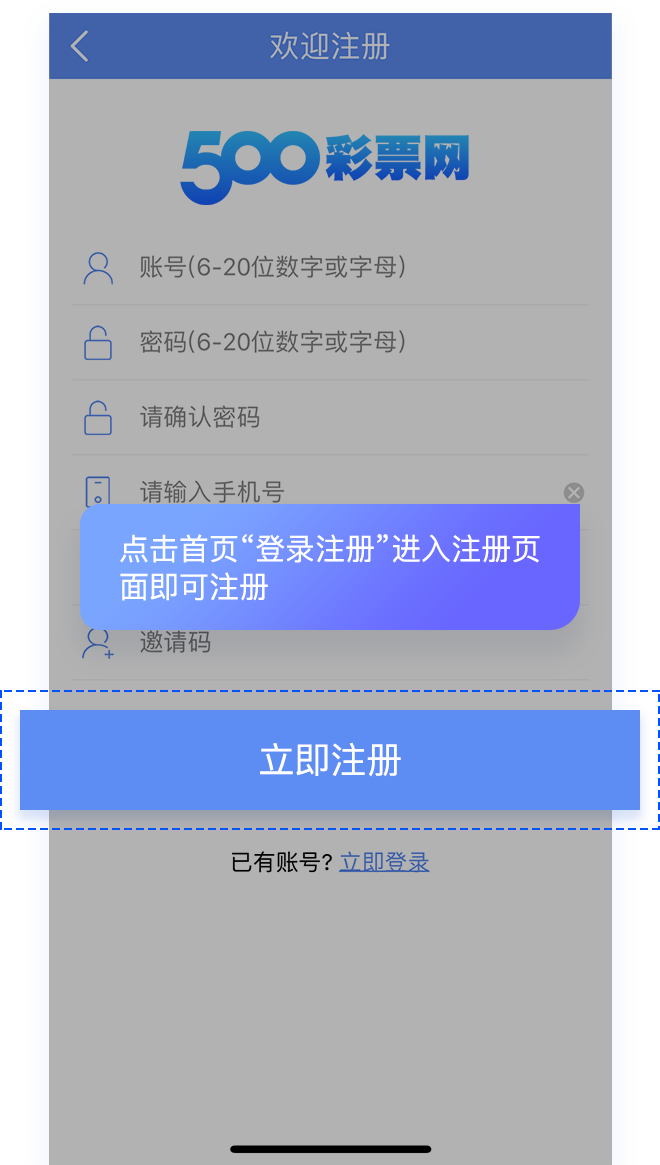 欢迎注册
500彩票网
账号(6-20位数字或字母)
密码(6-20位数字或字母)
请确认密码
请输入手机号
点击首页“登录注册”进入注册页
面即可注册
邀请码
立即注册
已有账号? 立即登录